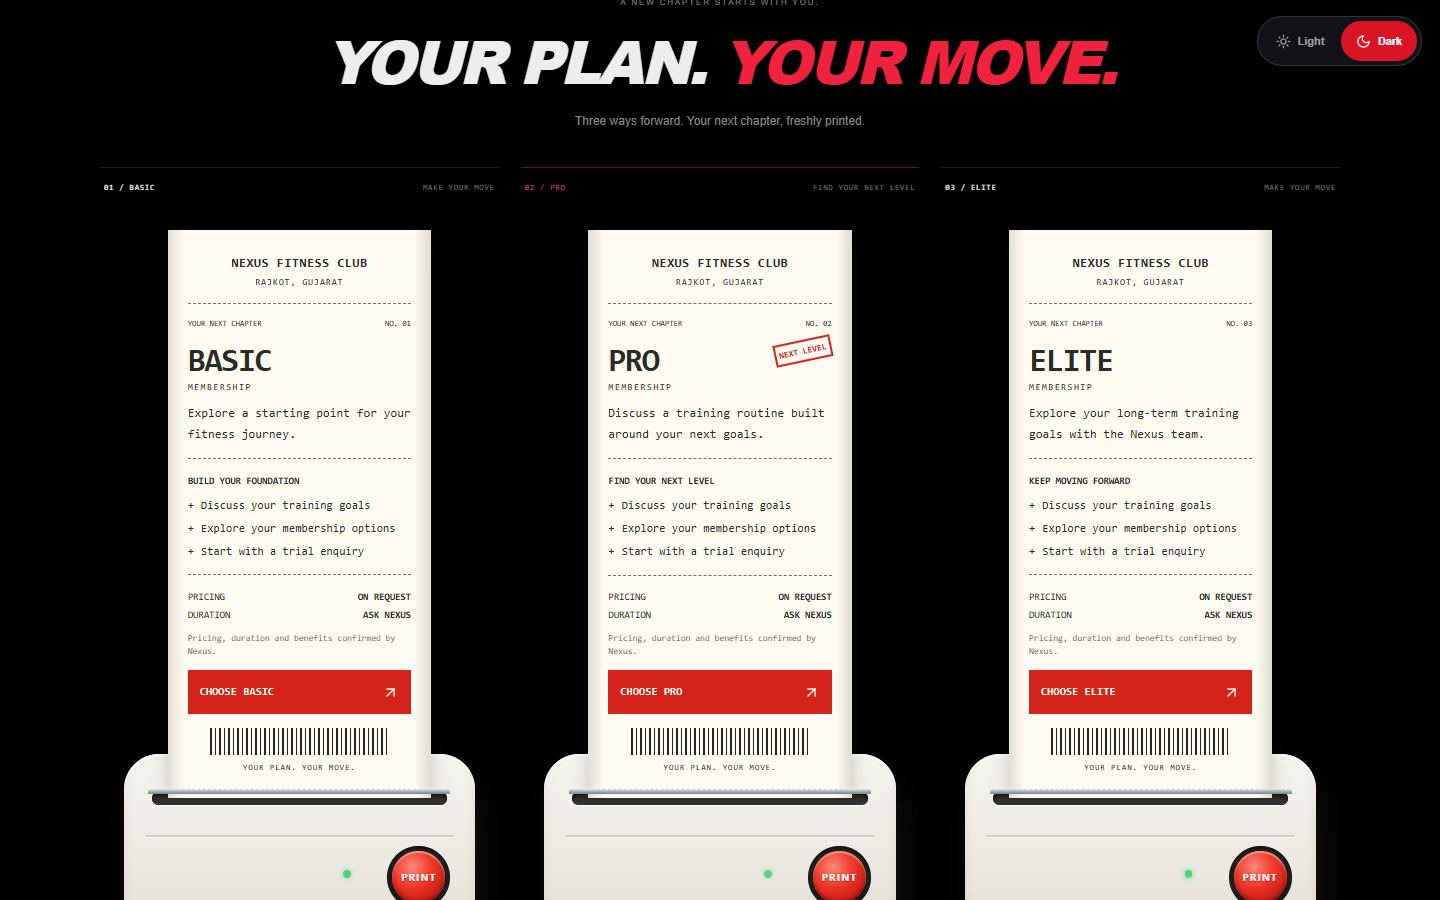 A NEW CHAPTER STARTS WITH YOU.
YOUR PLAN. YOUR MOVE.
Light
Dark
Three ways forward. Your next chapter, freshly printed.
01 / BASIC
MAKE YOUR MOVE
02 / PRO
FIND YOUR NEXT LEVEL
03 / ELITE
MAKE YOUR MOVE
NEXUS FITNESS CLUB
RAJKOT, GUJARAT
YOUR NEXT CHAPTER
NO. 01
BASIC
MEMBERSHIP
Explore a starting point for your
fitness journey.
BUILD YOUR FOUNDATION
+ Discuss your training goals
+ Explore your membership options
+ Start with a trial enquiry
PRICING
ON REQUEST
DURATION
ASK NEXUS
Pricing, duration and benefits confirmed by
Nexus.
CHOOSE BASIC
YOUR PLAN. YOUR MOVE.
PRINT
NEXUS FITNESS CLUB
RAJKOT, GUJARAT
YOUR NEXT CHAPTER
NO. 02
NEXT LEVEL
PRO
MEMBERSHIP
Discuss a training routine built
around your next goals.
FIND YOUR NEXT LEVEL
+ Discuss your training goals
+ Explore your membership options
+ Start with a trial enquiry
PRICING
ON REQUEST
DURATION
ASK NEXUS
Pricing, duration and benefits confirmed by
Nexus.
CHOOSE PRO
YOUR PLAN. YOUR MOVE.
PRINT
NEXUS FITNESS CLUB
RAJKOT, GUJARAT
YOUR NEXT CHAPTER
NO. 03
ELITE
MEMBERSHIP
Explore your long-term training
goals with the Nexus team.
KEEP MOVING FORWARD
+ Discuss your training goals
+ Explore your membership options
+ Start with a trial enquiry
PRICING
ON REQUEST
DURATION
ASK NEXUS
Pricing, duration and benefits confirmed by
Nexus.
CHOOSE ELITE
YOUR PLAN. YOUR MOVE.
PRINT